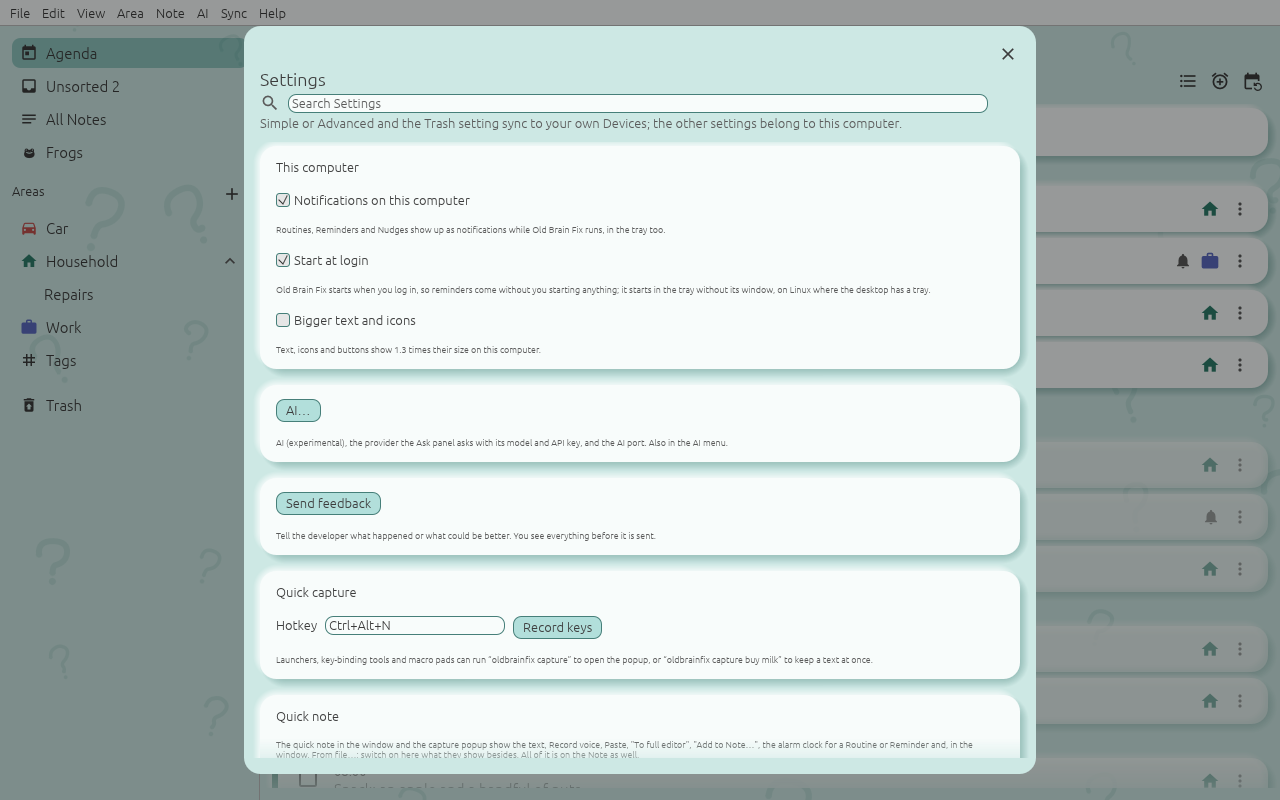 File Edit View Area Note AI Sync Help
Agenda
Unsorted 2
All Notes
Frogs
Areas
Car
Household
Repairs
Work
Tags
Trash
Settings
Search Settings
Simple or Advanced and the Trash setting sync to your own Devices; the other settings belong to this computer.
This computer
Notifications on this computer
Routines, Reminders and Nudges show up as notifications while Old Brain Fix runs, in the tray too.
Start at login
Old Brain Fix starts when you log in, so reminders come without you starting anything; it starts in the tray without its window, on Linux where the desktop has a tray.
Bigger text and icons
Text, icons and buttons show 1.3 times their size on this computer.
AI...
AI (experimental), the provider the Ask panel asks with its model and API key, and the AI port. Also in the AI menu.
Send feedback
Tell the developer what happened or what could be better. You see everything before it is sent.
Quick capture
Hotkey Ctrl+Alt+N Record keys
Launchers, key-binding tools and macro pads can run "oldbrainfix capture" to open the popup, or "oldbrainfix capture buy milk" to keep a text at once.
Quick note
The quick note in the window and the capture popup show the text, Record voice, Paste, "To full editor", "Add to Note...", the alarm clock for a Routine or Reminder and, in the
window, From file...; switch on here what they show besides. All of it is on the Note as well.